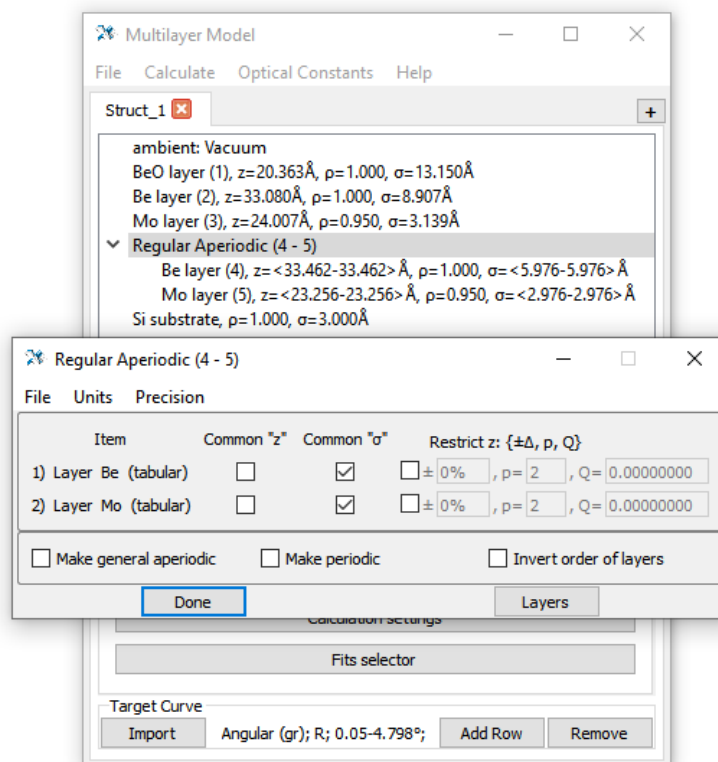 Multilayer Model
File Calculate Optical Constants Help
Struct_1
+
ambient: Vacuum
BeO layer (1), z=20.363Å, ρ=1.000, σ=13.150Å
Be layer (2), z=33.080Å, ρ=1.000, σ=8.907Å
Mo layer (3), z=24.007Å, ρ=0.950, σ=3.139Å
Regular Aperiodic (4 - 5)
Be layer (4), z=<33.462-33.462>Å, ρ=1.000, σ=<5.976-5.976>Å
Mo layer (5), z=<23.256-23.256>Å, ρ=0.950, σ=<2.976-2.976>Å
Si substrate, ρ=1.000, σ=3.000Å
Regular Aperiodic (4 - 5)
File Units Precision
Item Common "z" Common "σ" Restrict z: {±Δ, p, Q}
1) Layer Be (tabular) ± 0% , p= 2 , Q= 0.00000000
2) Layer Mo (tabular) ± 0% , p= 2 , Q= 0.00000000
Make general aperiodic Make periodic Invert order of layers
Done Layers
Calculation settings
Fits selector
Target Curve
Import Angular (gr); R; 0.05-4.798°; Add Row Remove